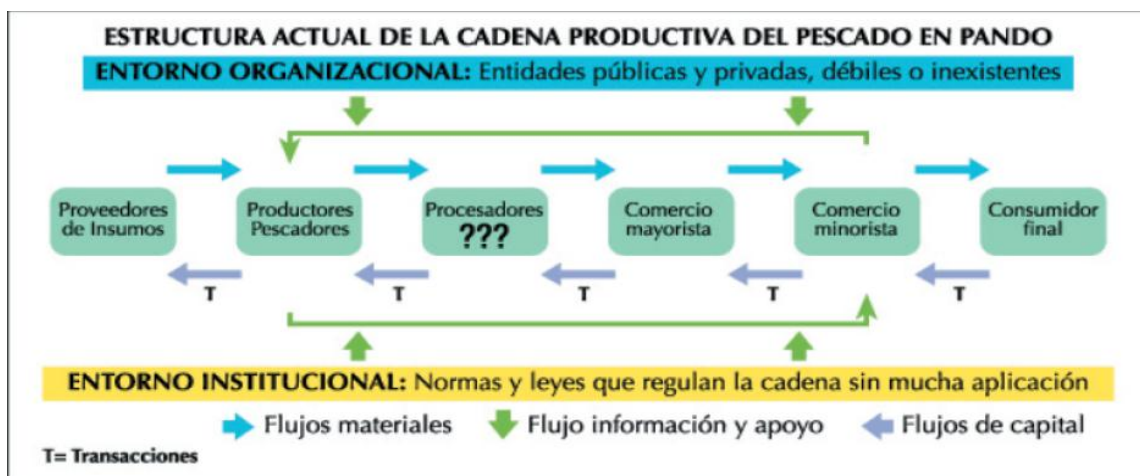 ESTRUCTURA ACTUAL DE LA CADENA PRODUCTIVA DEL PESCADO EN PANDO
ENTORNO ORGANIZACIONAL: Entidades públicas y privadas, débiles o inexistentes
Proveedores
de Insumos
Productores
Pescadores
Procesadores
???
Comercio
mayorista
Comercio
minorista
Consumidor
final
T
T
T
T
T
ENTORNO INSTITUCIONAL: Normas y leyes que regulan la cadena sin mucha aplicación
Flujos materiales
Flujo información y apoyo
Flujos de capital
T= Transacciones